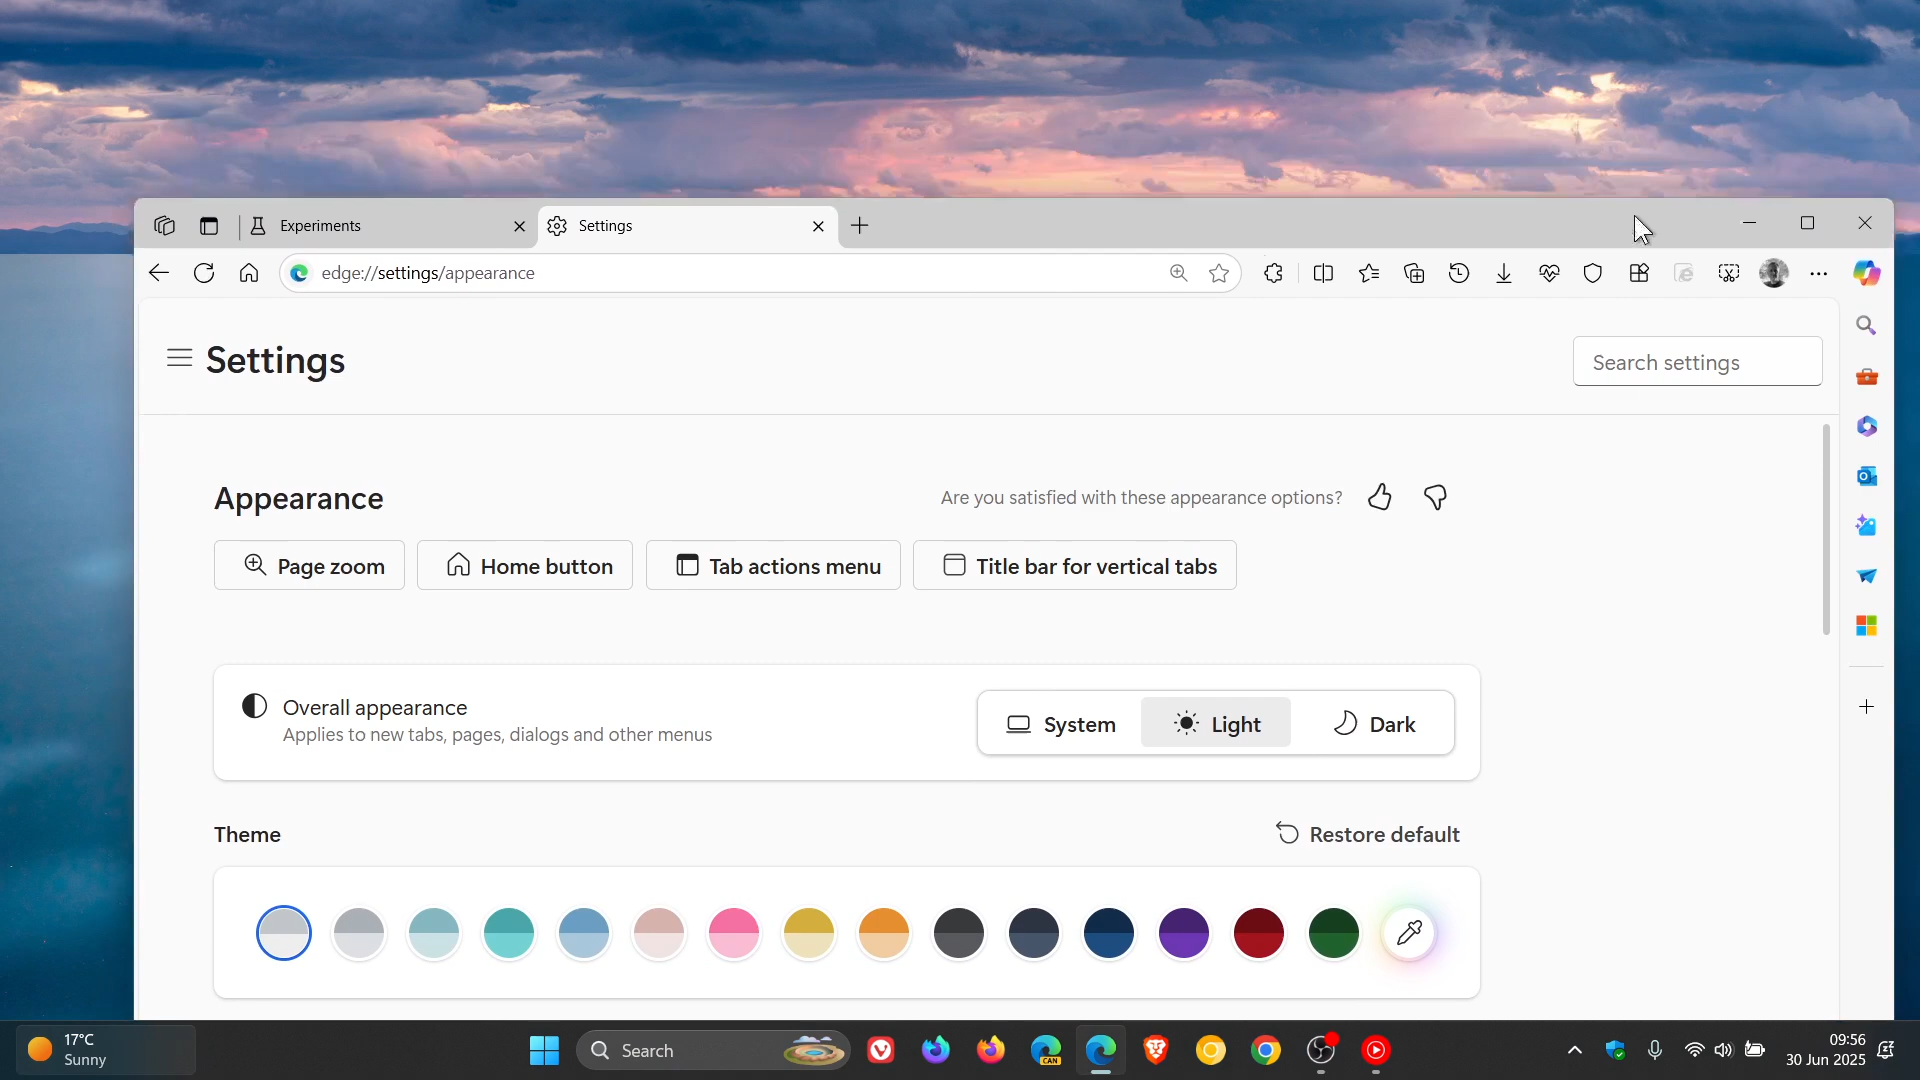 Experiments
Settings
edge://settings/appearance
Settings
Search settings
Appearance
Are you satisfied with these appearance options?
Page zoom
Home button
Tab actions menu
Title bar for vertical tabs
Overall appearance
Applies to new tabs, pages, dialogs and other menus
System
Light
Dark
Theme
Restore default
17°C
Sunny
Search
CAN
09:56
30 Jun 2025